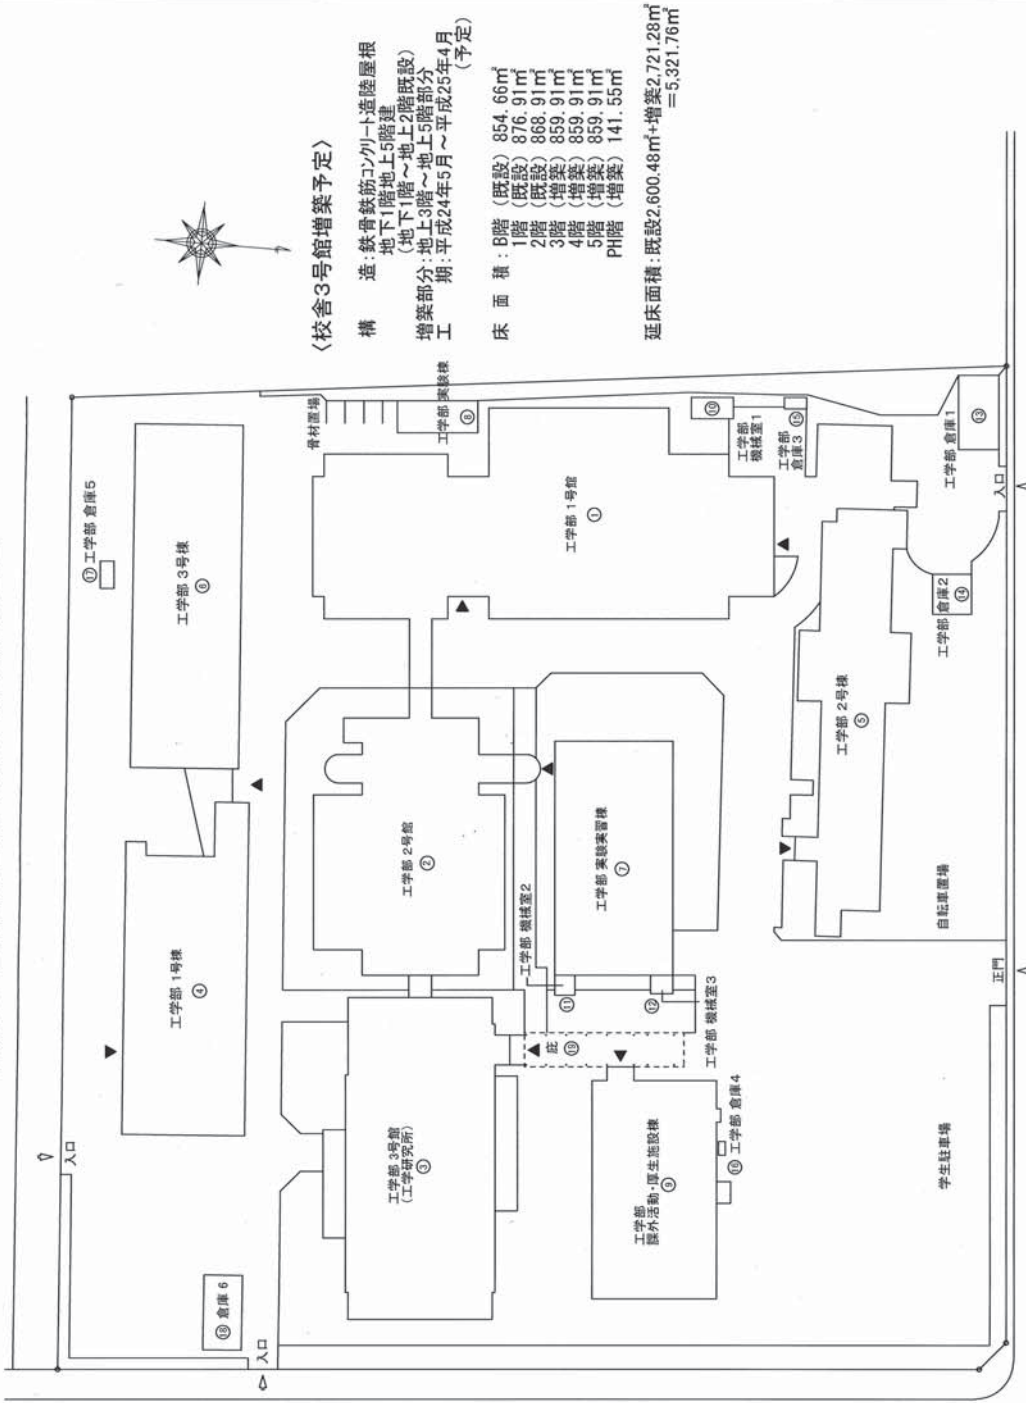 〈校舎3号館増築予定〉
構　　　造：鉄骨鉄筋コンクリート造陸屋根
地下1階地上5階建
(地下1階～地上2階既設)
増築部分：地上3階～地上5階部分
工　　　期：平成24年5月～平成25年4月
(予定)
床　面　積：B階 (既設) 854.66㎡
1階 (既設) 876.91㎡
2階 (既設) 868.91㎡
3階 (増築) 859.91㎡
4階 (増築) 859.91㎡
5階 (増築) 859.91㎡
PH階 (増築) 141.55㎡
延床面積：既設2,600.48㎡+増築2,721.28㎡
=5,321.76㎡
⑰ 工学部 倉庫5
工学部 3号棟
⑥
骨材置場
工学部 実験棟
⑧
工学部 1号館
①
⑩
工学部
機械室1
⑮
工学部
倉庫3
工学部 倉庫1
⑬
入口
工学部 倉庫2
⑭
工学部 2号棟
⑤
自転車置場
正門
工学部 2号館
②
工学部 実験実習棟
⑦
工学部 機械室2
⑪
⑫
工学部 機械室3
庇 ⑲
工学部 1号棟
④
入口
工学部 3号館
(工学研究所)
③
工学部
課外活動・厚生施設棟
⑨
⑯ 工学部 倉庫4
学生駐車場
⑱ 倉庫 6
入口